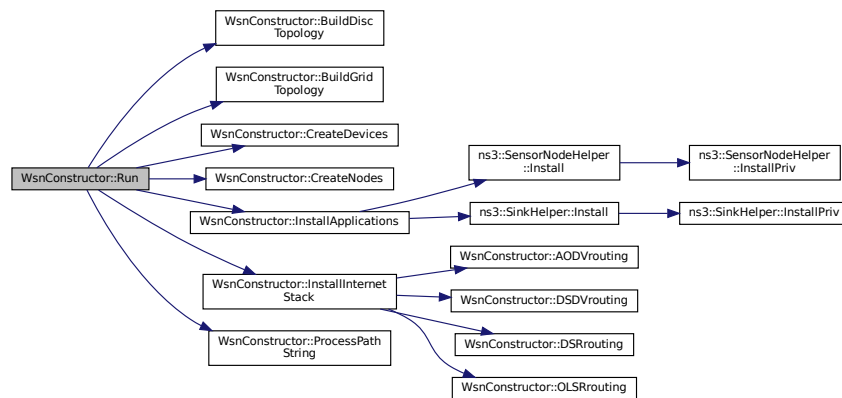 WsnConstructor::Run
WsnConstructor::BuildDisc
Topology
WsnConstructor::BuildGrid
Topology
WsnConstructor::CreateDevices
WsnConstructor::CreateNodes
WsnConstructor::InstallApplications
WsnConstructor::InstallInternet
Stack
WsnConstructor::ProcessPath
String
ns3::SensorNodeHelper
::Install
ns3::SinkHelper::Install
WsnConstructor::AODVrouting
WsnConstructor::DSDVrouting
WsnConstructor::DSRrouting
WsnConstructor::OLSRrouting
ns3::SensorNodeHelper
::InstallPriv
ns3::SinkHelper::InstallPriv